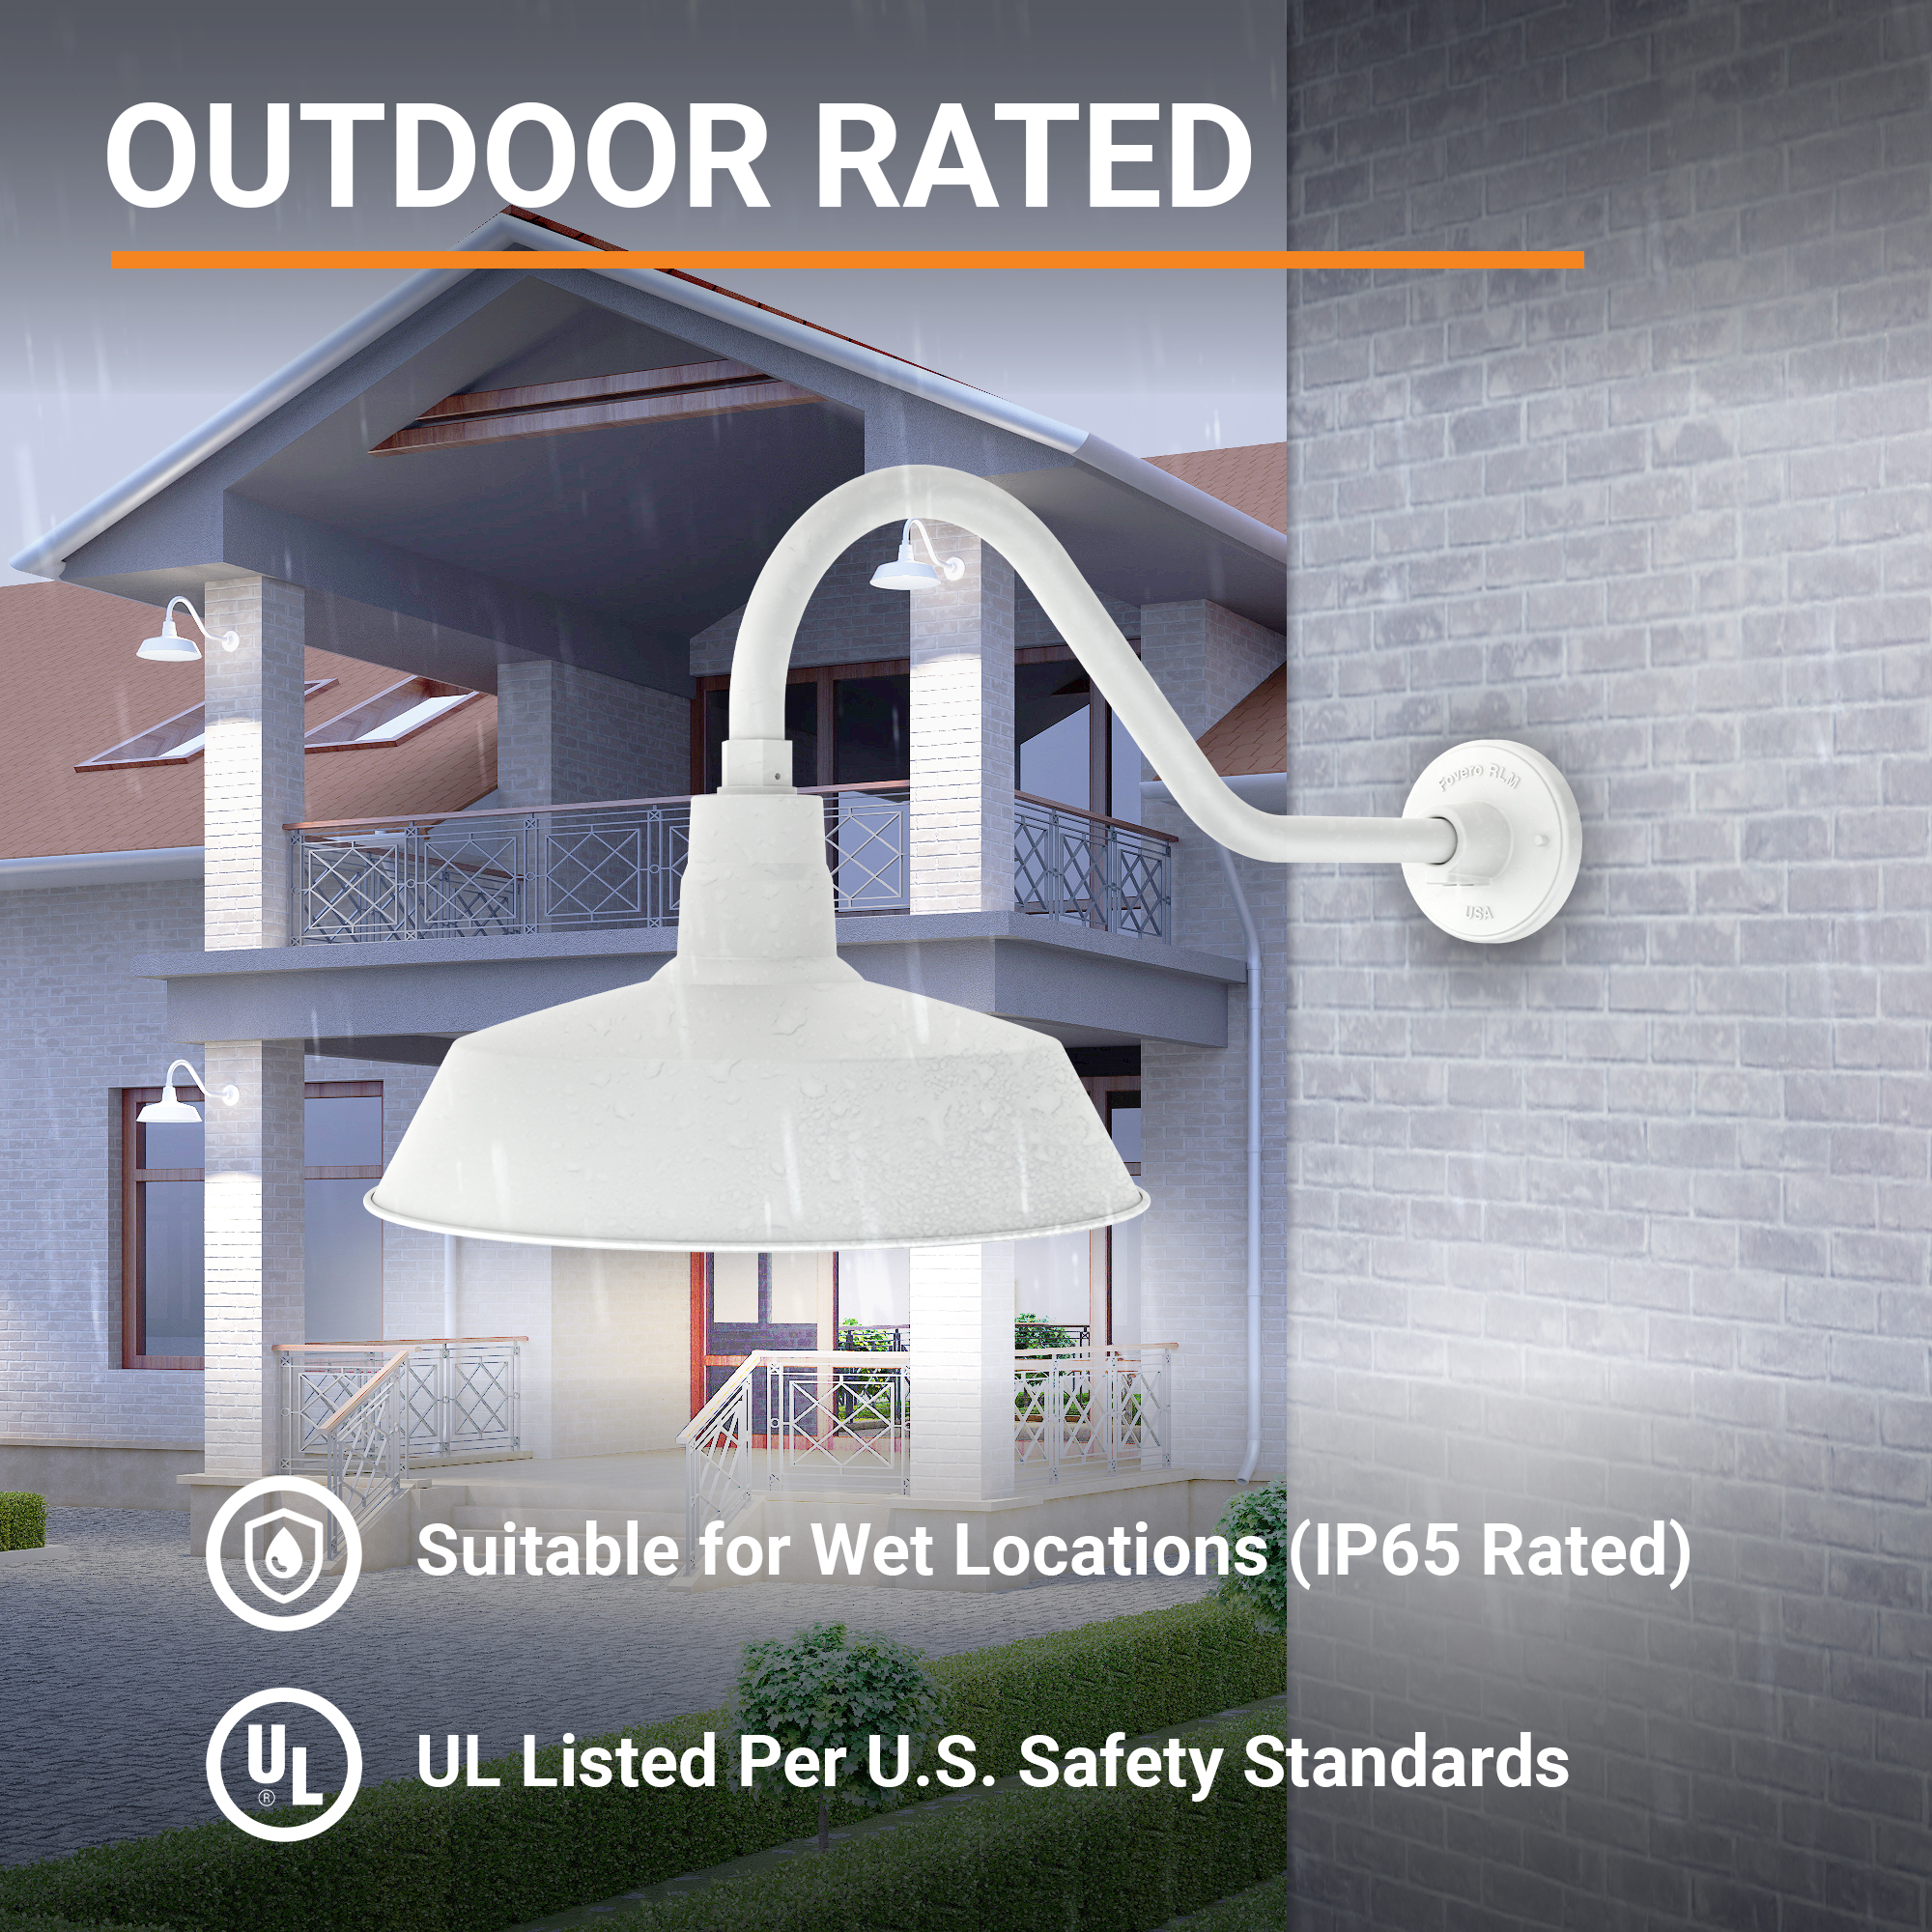 OUTDOOR RATED
Fovero RLM
USA
Suitable for Wet Locations (IP65 Rated)
UL
®
UL Listed Per U.S. Safety Standards